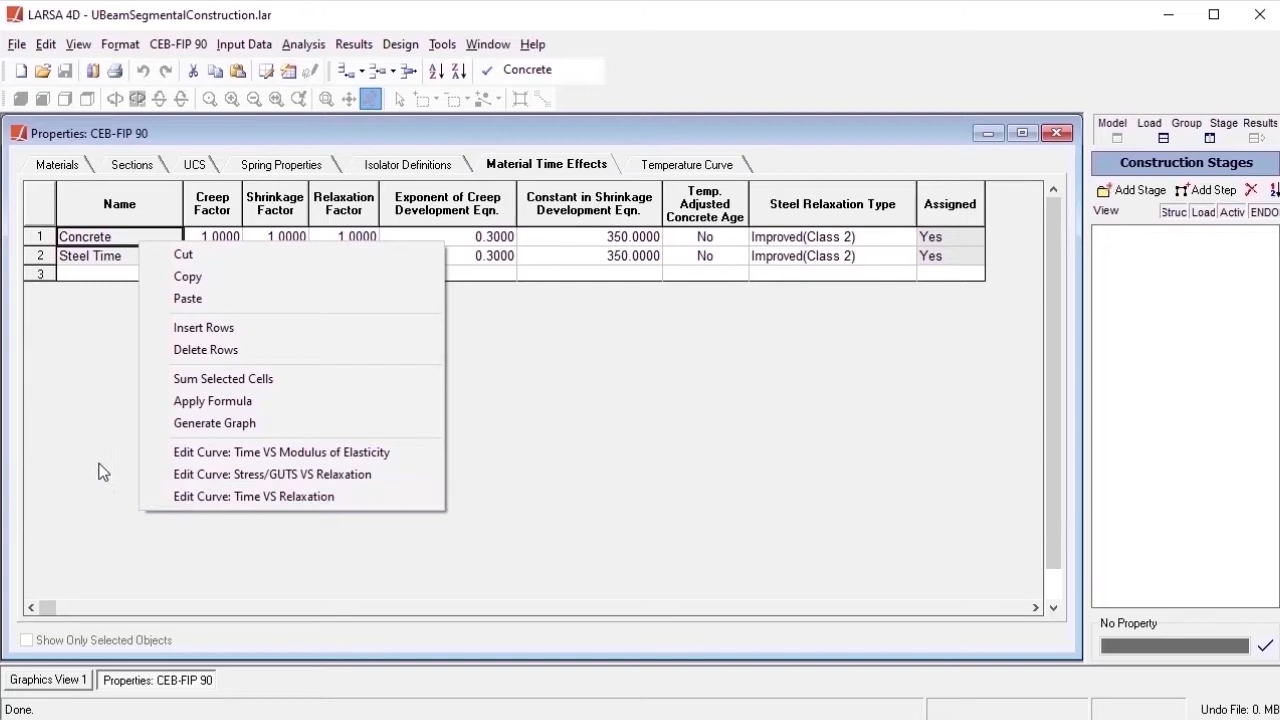 LARSA 4D - UBeamSegmentalConstruction.lar
File Edit View Format CEB-FIP 90 Input Data Analysis Results Design Tools Window Help
Concrete
Properties: CEB-FIP 90
Materials Sections UCS Spring Properties Isolator Definitions Material Time Effects Temperature Curve
Name Creep Factor Shrinkage Factor Relaxation Factor Exponent of Creep Development Eqn. Constant in Shrinkage Development Eqn. Temp. Adjusted Concrete Age Steel Relaxation Type Assigned
1 Concrete 1.0000 1.0000 1.0000 0.3000 350.0000 No Improved(Class 2) Yes
2 Steel Time 0.3000 350.0000 No Improved(Class 2) Yes
3
Cut
Copy
Paste
Insert Rows
Delete Rows
Sum Selected Cells
Apply Formula
Generate Graph
Edit Curve: Time VS Modulus of Elasticity
Edit Curve: Stress/GUTS VS Relaxation
Edit Curve: Time VS Relaxation
Show Only Selected Objects
Model Load Group Stage Results
Construction Stages
Add Stage Add Step
View Struc Load Activ ENDO
No Property
Graphics View 1 Properties: CEB-FIP 90
Done. Undo File: 0. MB